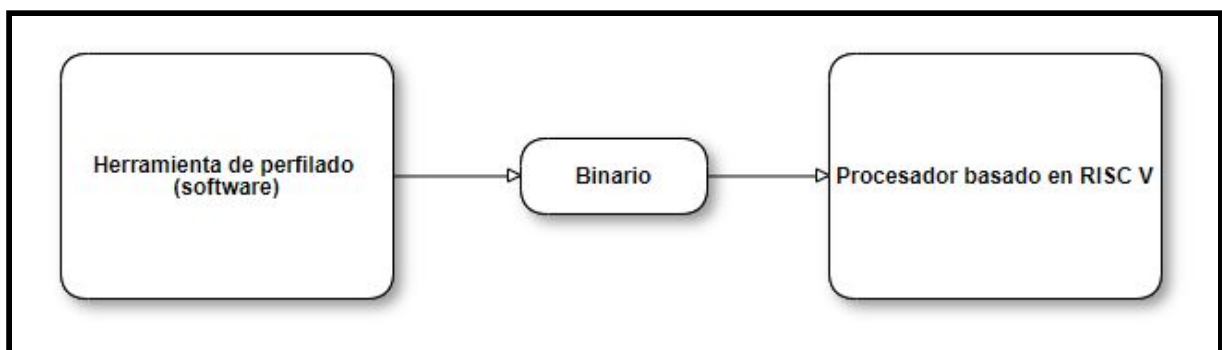 Herramienta de perfilado
(software)
Binario
Procesador basado en RISC V